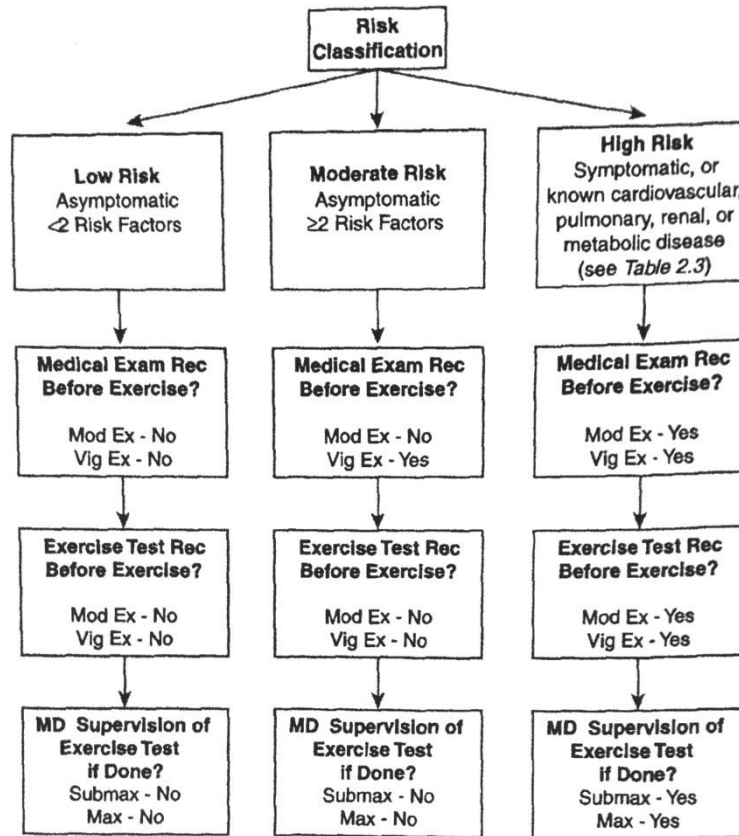 Risk
Classification
Low Risk
Asymptomatic
<2 Risk Factors
Moderate Risk
Asymptomatic
≥2 Risk Factors
High Risk
Symptomatic, or
known cardiovascular,
pulmonary, renal, or
metabolic disease
(see Table 2.3)
Medical Exam Rec
Before Exercise?
Mod Ex - No
Vig Ex - No
Medical Exam Rec
Before Exercise?
Mod Ex - No
Vig Ex - Yes
Medical Exam Rec
Before Exercise?
Mod Ex - Yes
Vig Ex - Yes
Exercise Test Rec
Before Exercise?
Mod Ex - No
Vig Ex - No
Exercise Test Rec
Before Exercise?
Mod Ex - No
Vig Ex - No
Exercise Test Rec
Before Exercise?
Mod Ex - Yes
Vig Ex - Yes
MD Supervision of
Exercise Test
if Done?
Submax - No
Max - No
MD Supervision of
Exercise Test
if Done?
Submax - No
Max - No
MD Supervision of
Exercise Test
if Done?
Submax - Yes
Max - Yes